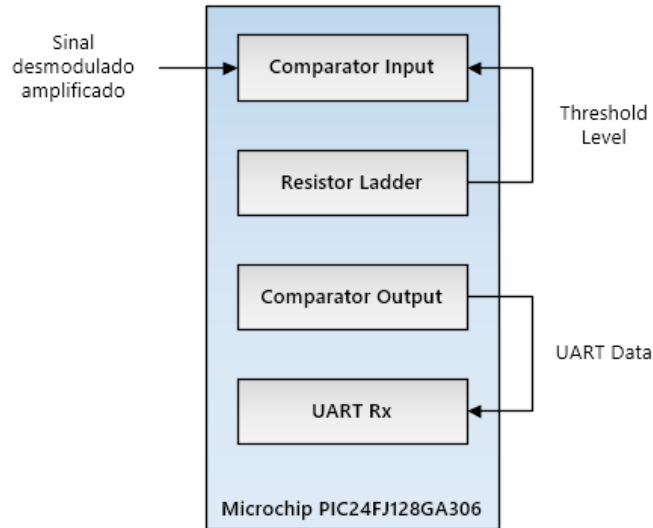 Sinal
desmodulado
amplificado
Comparator Input
Threshold
Level
Resistor Ladder
Comparator Output
UART Data
UART Rx
Microchip PIC24FJ128GA306